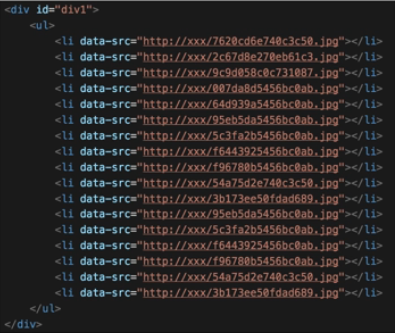 <div id="div1">
<ul>
<li data-src="http://xxx/7620cd6e740c3c50.jpg"></li>
<li data-src="http://xxx/2c67d8e270eb61c3.jpg"></li>
<li data-src="http://xxx/9c9d058c0c731087.jpg"></li>
<li data-src="http://xxx/007da8d5456bc0ab.jpg"></li>
<li data-src="http://xxx/64d939a5456bc0ab.jpg"></li>
<li data-src="http://xxx/95eb5da5456bc0ab.jpg"></li>
<li data-src="http://xxx/5c3fa2b5456bc0ab.jpg"></li>
<li data-src="http://xxx/f6443925456bc0ab.jpg"></li>
<li data-src="http://xxx/f96780b5456bc0ab.jpg"></li>
<li data-src="http://xxx/54a75d2e740c3c50.jpg"></li>
<li data-src="http://xxx/3b173ee50fdad689.jpg"></li>
<li data-src="http://xxx/95eb5da5456bc0ab.jpg"></li>
<li data-src="http://xxx/5c3fa2b5456bc0ab.jpg"></li>
<li data-src="http://xxx/f6443925456bc0ab.jpg"></li>
<li data-src="http://xxx/f96780b5456bc0ab.jpg"></li>
<li data-src="http://xxx/54a75d2e740c3c50.jpg"></li>
<li data-src="http://xxx/3b173ee50fdad689.jpg"></li>
</ul>
</div>